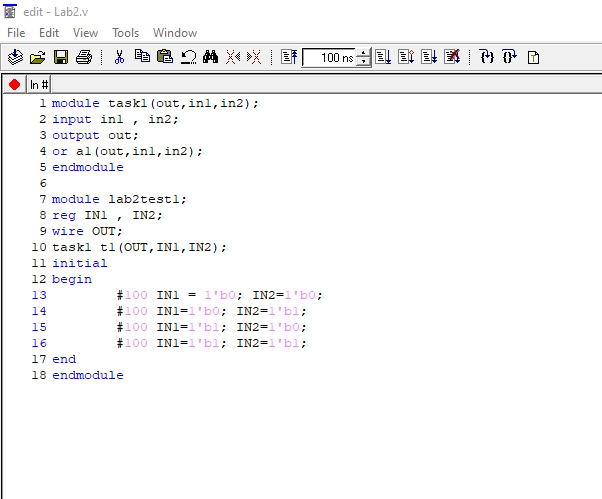 edit - Lab2.v
File Edit View Tools Window
100 ns
ln #
1 module task1(out,in1,in2);
2 input in1 , in2;
3 output out;
4 or a1(out,in1,in2);
5 endmodule
6
7 module lab2test1;
8 reg IN1 , IN2;
9 wire OUT;
10 task1 t1(OUT,IN1,IN2);
11 initial
12 begin
13 #100 IN1 = 1'b0; IN2=1'b0;
14 #100 IN1=1'b0; IN2=1'b1;
15 #100 IN1=1'b1; IN2=1'b0;
16 #100 IN1=1'b1; IN2=1'b1;
17 end
18 endmodule